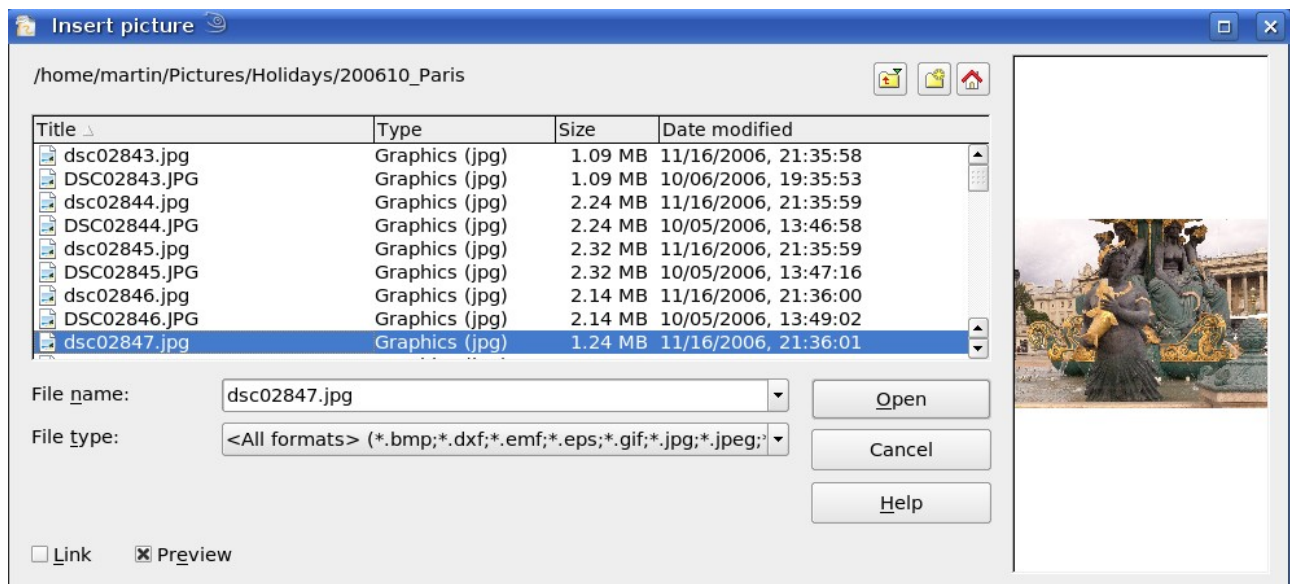 Insert picture
/home/martin/Pictures/Holidays/200610_Paris
Title Type Size Date modified
dsc02843.jpg Graphics (jpg) 1.09 MB 11/16/2006, 21:35:58
DSC02843.JPG Graphics (jpg) 1.09 MB 10/06/2006, 19:35:53
dsc02844.jpg Graphics (jpg) 2.24 MB 11/16/2006, 21:35:59
DSC02844.JPG Graphics (jpg) 2.24 MB 10/05/2006, 13:46:58
dsc02845.jpg Graphics (jpg) 2.32 MB 11/16/2006, 21:35:59
DSC02845.JPG Graphics (jpg) 2.32 MB 10/05/2006, 13:47:16
dsc02846.jpg Graphics (jpg) 2.14 MB 11/16/2006, 21:36:00
DSC02846.JPG Graphics (jpg) 2.14 MB 10/05/2006, 13:49:02
dsc02847.jpg Graphics (jpg) 1.24 MB 11/16/2006, 21:36:01
File name: dsc02847.jpg Open
File type: <All formats> (*.bmp;*.dxf;*.emf;*.eps;*.gif;*.jpg;*.jpeg;
Cancel
Help
Link Preview